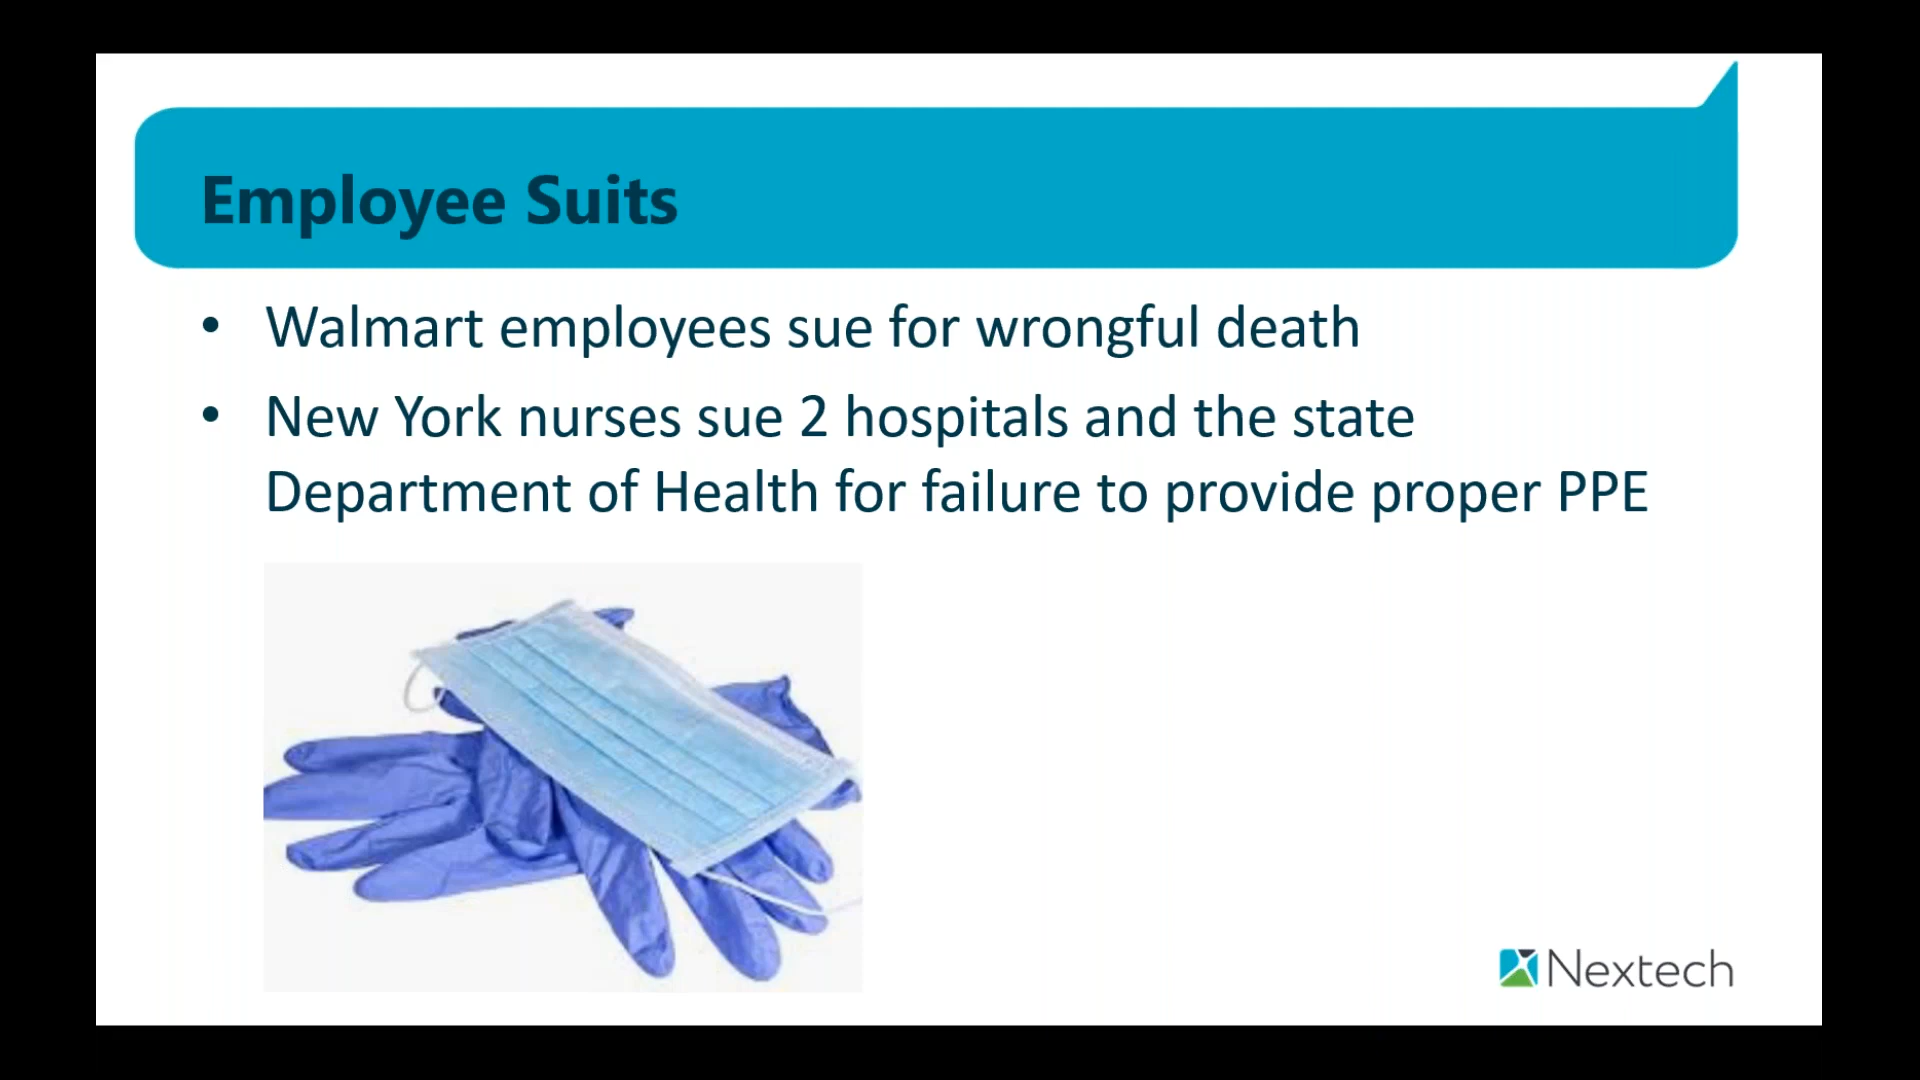 Employee Suits
• Walmart employees sue for wrongful death
• New York nurses sue 2 hospitals and the state
Department of Health for failure to provide proper PPE
Nextech